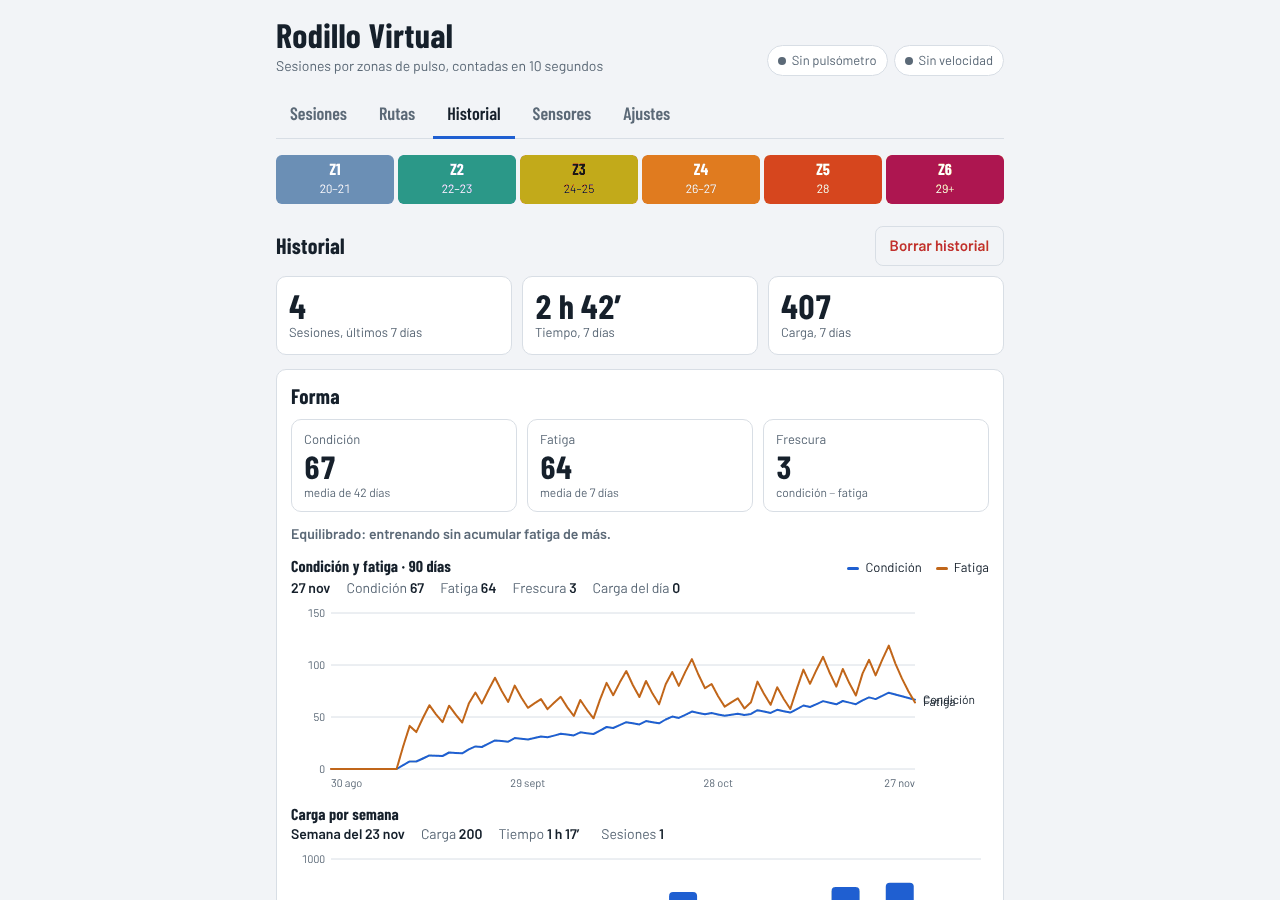 Rodillo Virtual
Sesiones por zonas de pulso, contadas en 10 segundos
Sin pulsómetro
Sin velocidad
Sesiones
Rutas
Historial
Sensores
Ajustes
Z1
20–21
Z2
22–23
Z3
24–25
Z4
26–27
Z5
28
Z6
29+
Historial
Borrar historial
4
Sesiones, últimos 7 días
2 h 42′
Tiempo, 7 días
407
Carga, 7 días
Forma
Condición
67
media de 42 días
Fatiga
64
media de 7 días
Frescura
3
condición − fatiga
Equilibrado: entrenando sin acumular fatiga de más.
Condición y fatiga · 90 días
Condición
Fatiga
27 nov Condición 67 Fatiga 64 Frescura 3 Carga del día 0
150
100
50
0
Condición
Fatiga
30 ago
29 sept
28 oct
27 nov
Carga por semana
Semana del 23 nov Carga 200 Tiempo 1 h 17′ Sesiones 1
1000